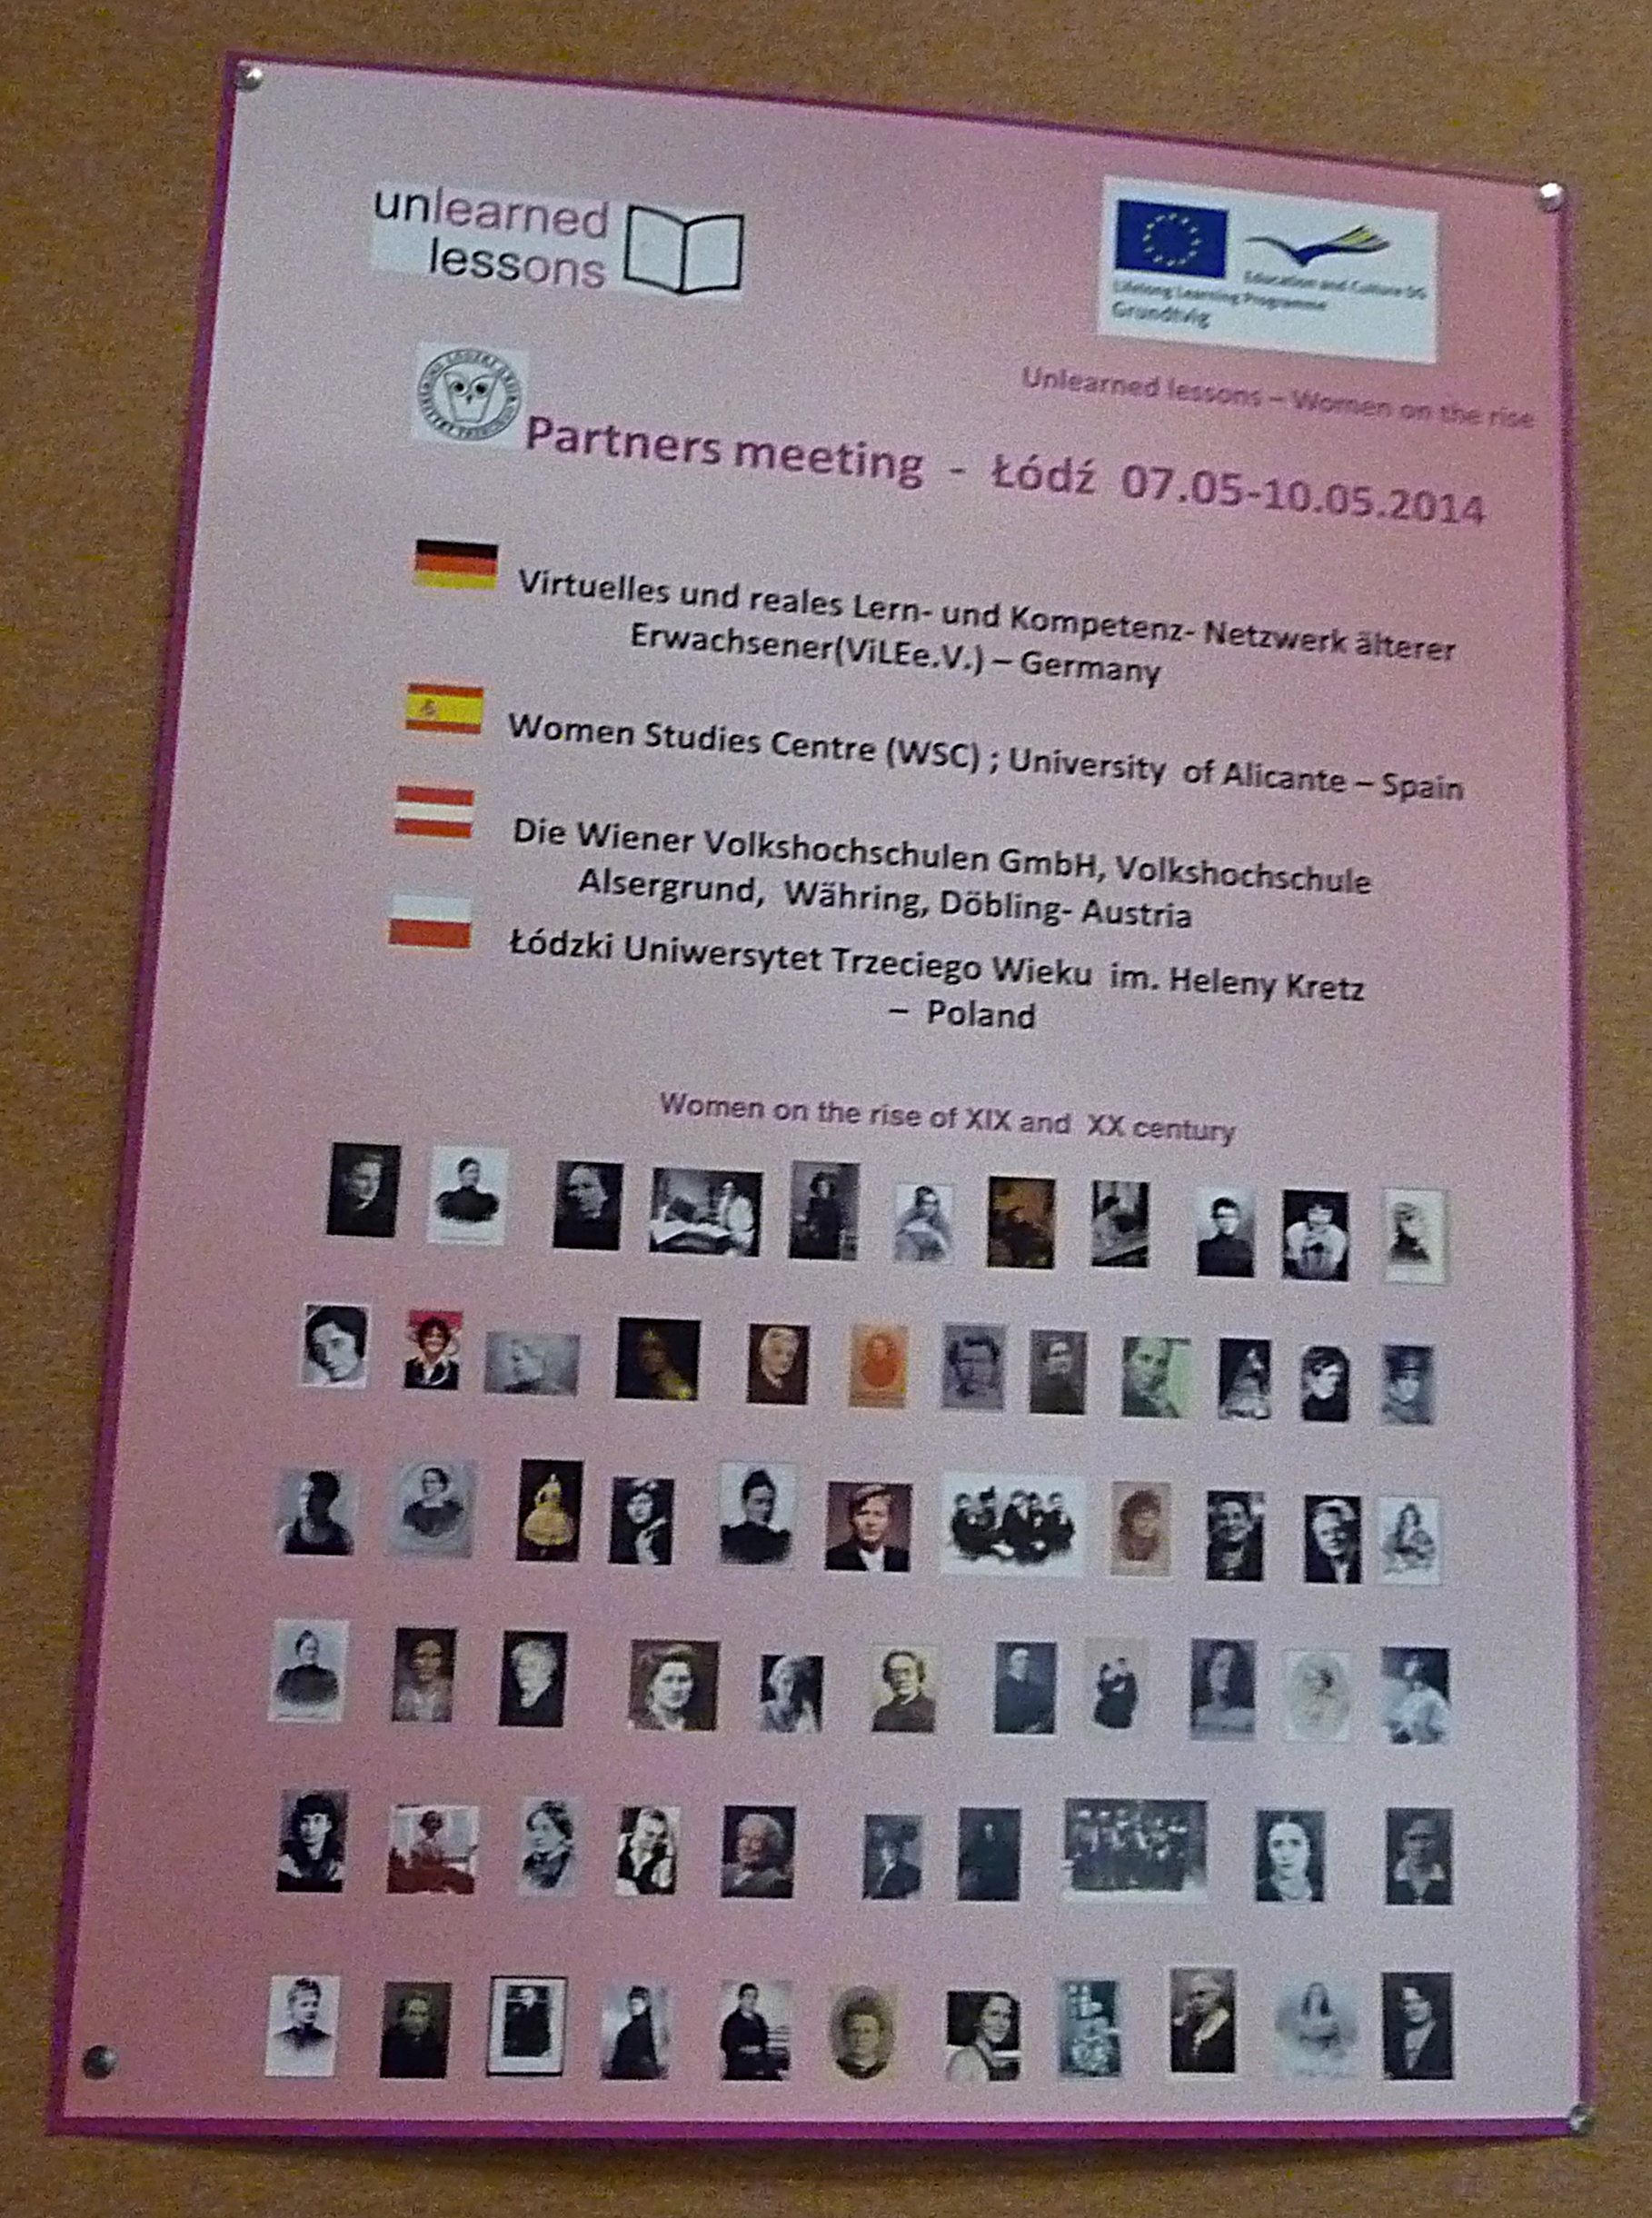 unlearned
lessons
Education and Culture DG
Lifelong Learning Programme
Grundtvig
Unlearned lessons – Women on the rise
Partners meeting - Łódź 07.05-10.05.2014
Virtuelles und reales Lern- und Kompetenz- Netzwerk älterer
Erwachsener(ViLEe.V.) – Germany
Women Studies Centre (WSC) ; University of Alicante – Spain
Die Wiener Volkshochschulen GmbH, Volkshochschule
Alsergrund, Währing, Döbling- Austria
Łódzki Uniwersytet Trzeciego Wieku im. Heleny Kretz
– Poland
Women on the rise of XIX and XX century